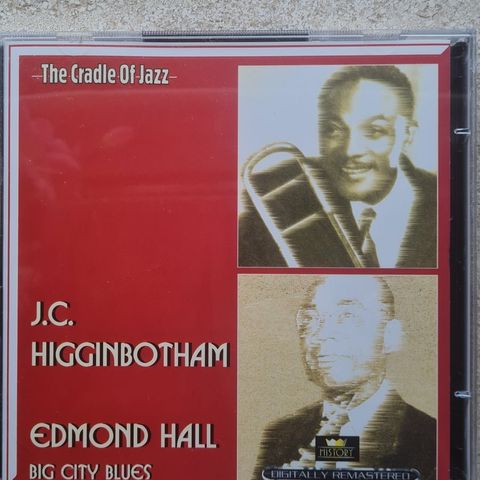 The Cradle Of Jazz
J.C.
HIGGINBOTHAM
EDMOND HALL
BIG CITY BLUES
HISTORY
DIGITALLY REMASTERED